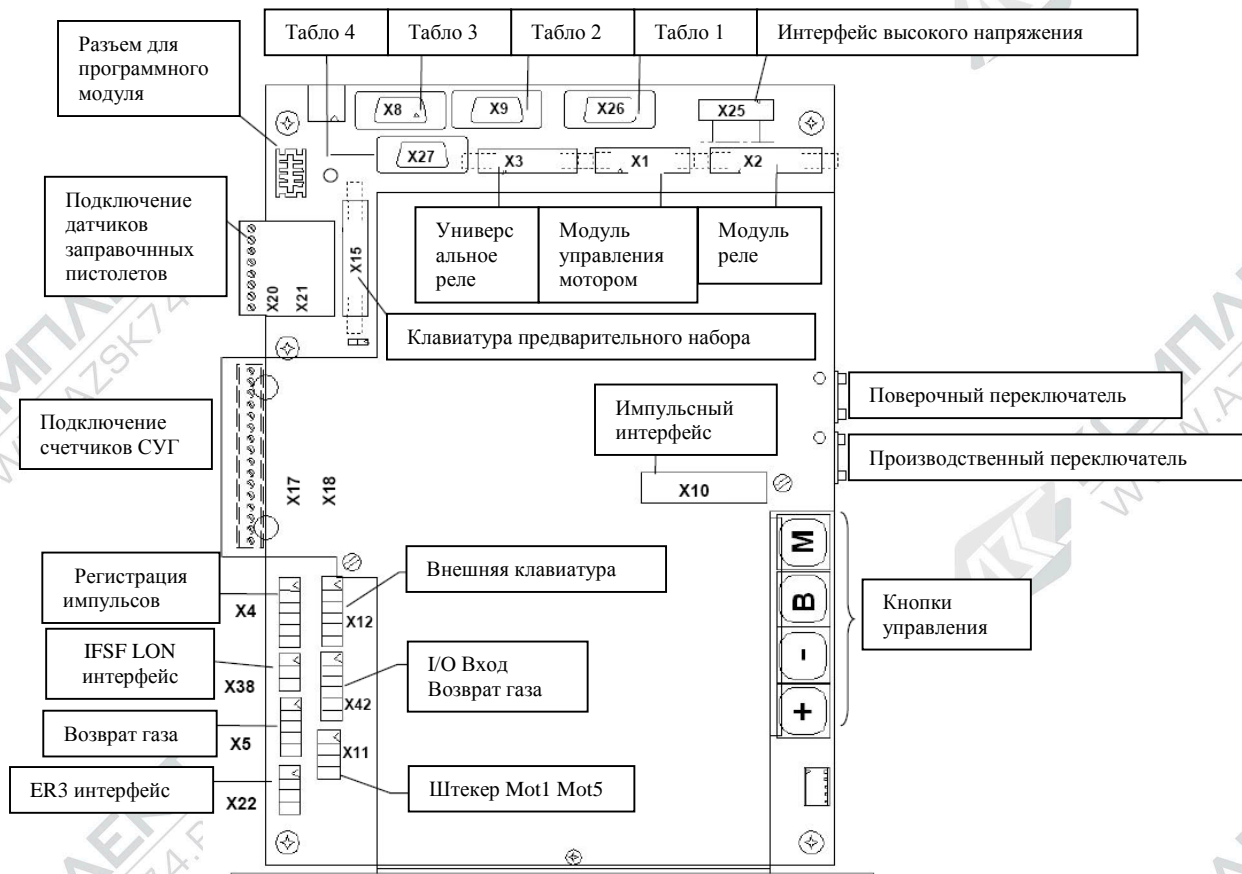 Табло 4
Табло 3
Табло 2
Табло 1
Интерфейс высокого напряжения
Разъем для
программного
модуля
X8
X9
X26
X25
X27
X3
X1
X2
Подключение
датчиков
заправочнных
пистолетов
X20
X21
X15
Универс
альное
реле
Модуль
управления
мотором
Модуль
реле
Клавиатура предварительного набора
Подключение
счетчиков СУГ
X17
X18
Импульсный
интерфейс
X10
Поверочный переключатель
Производственный переключатель
M
B
-
+
Кнопки
управления
Регистрация
импульсов
X4
X12
Внешняя клавиатура
IFSF LON
интерфейс
X38
X42
I/O Вход
Возврат газа
Возврат газа
X5
X11
Штекер Mot1 Mot5
ER3 интерфейс
X22